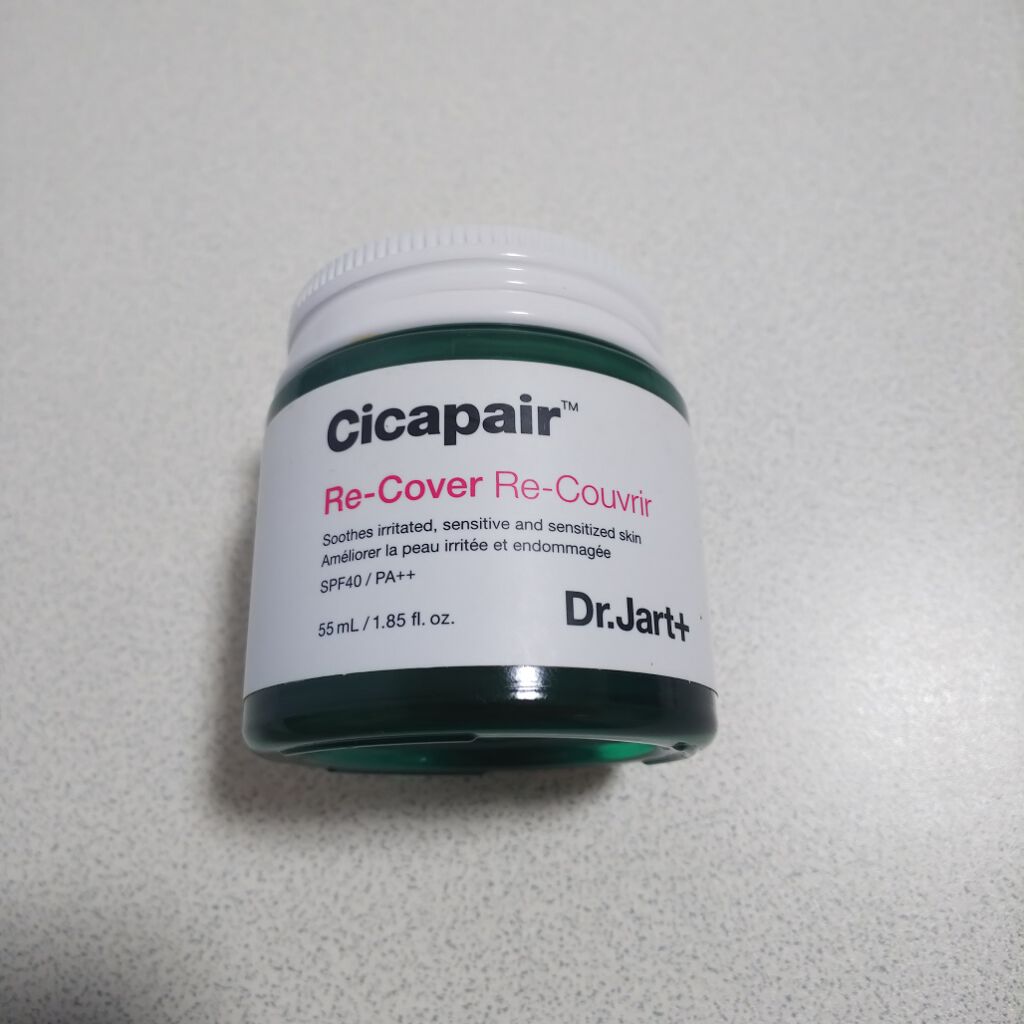 Cicapair™
Re-Cover Re-Couvrir
Soothes irritated, sensitive and sensitized skin
Améliorer la peau irritée et endommagée
SPF40 / PA++
55 mL / 1.85 fl. oz.
Dr.Jart+